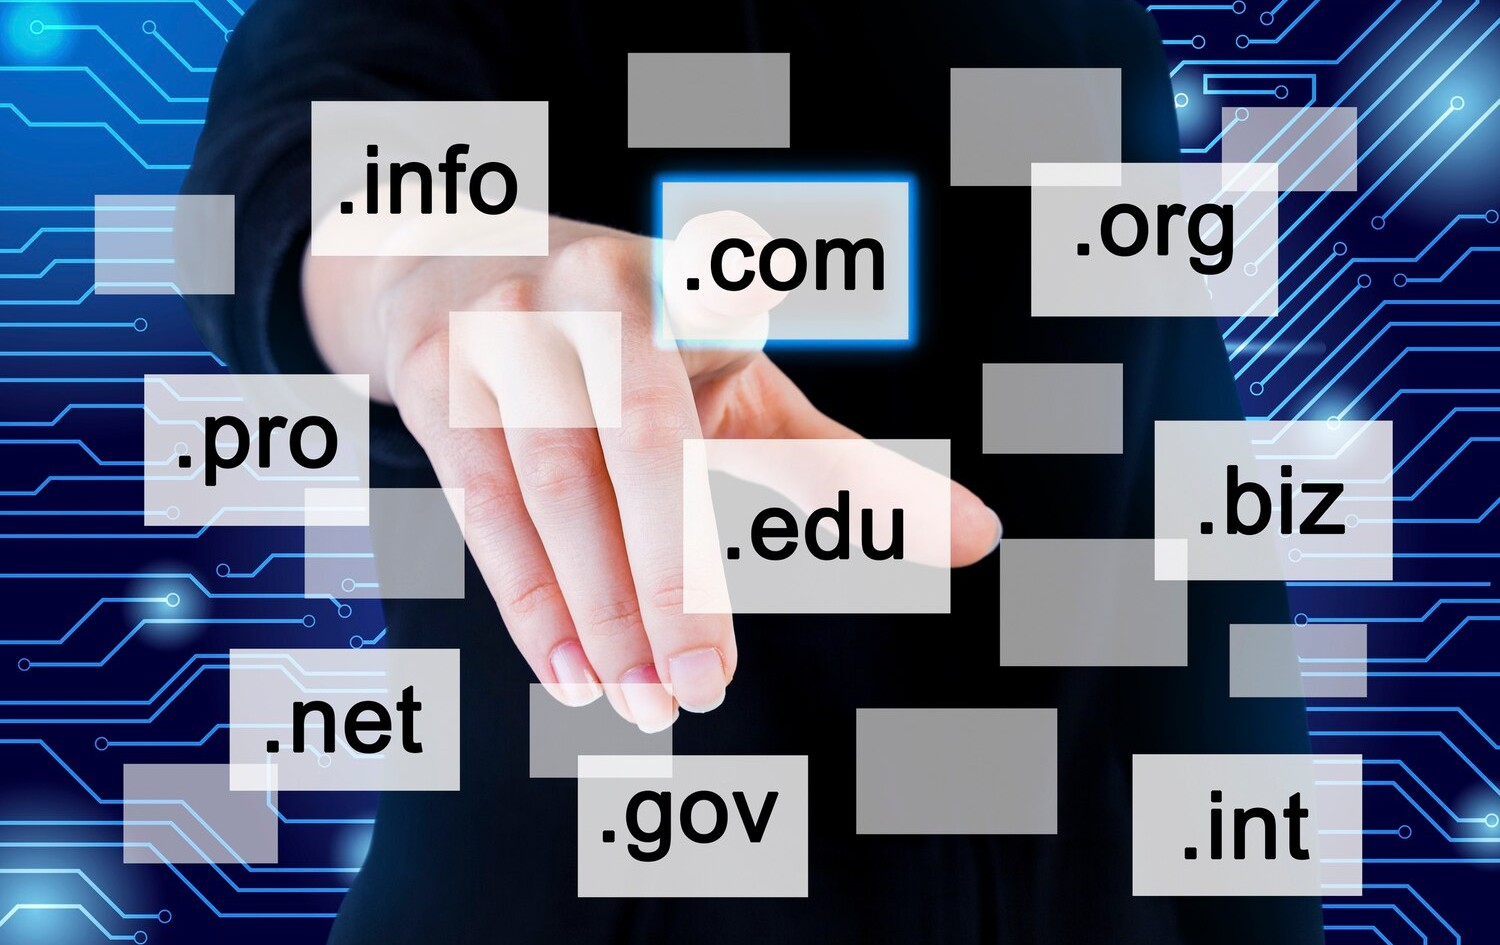 .info
.com
.org
.pro
.edu
.biz
.net
.gov
.int